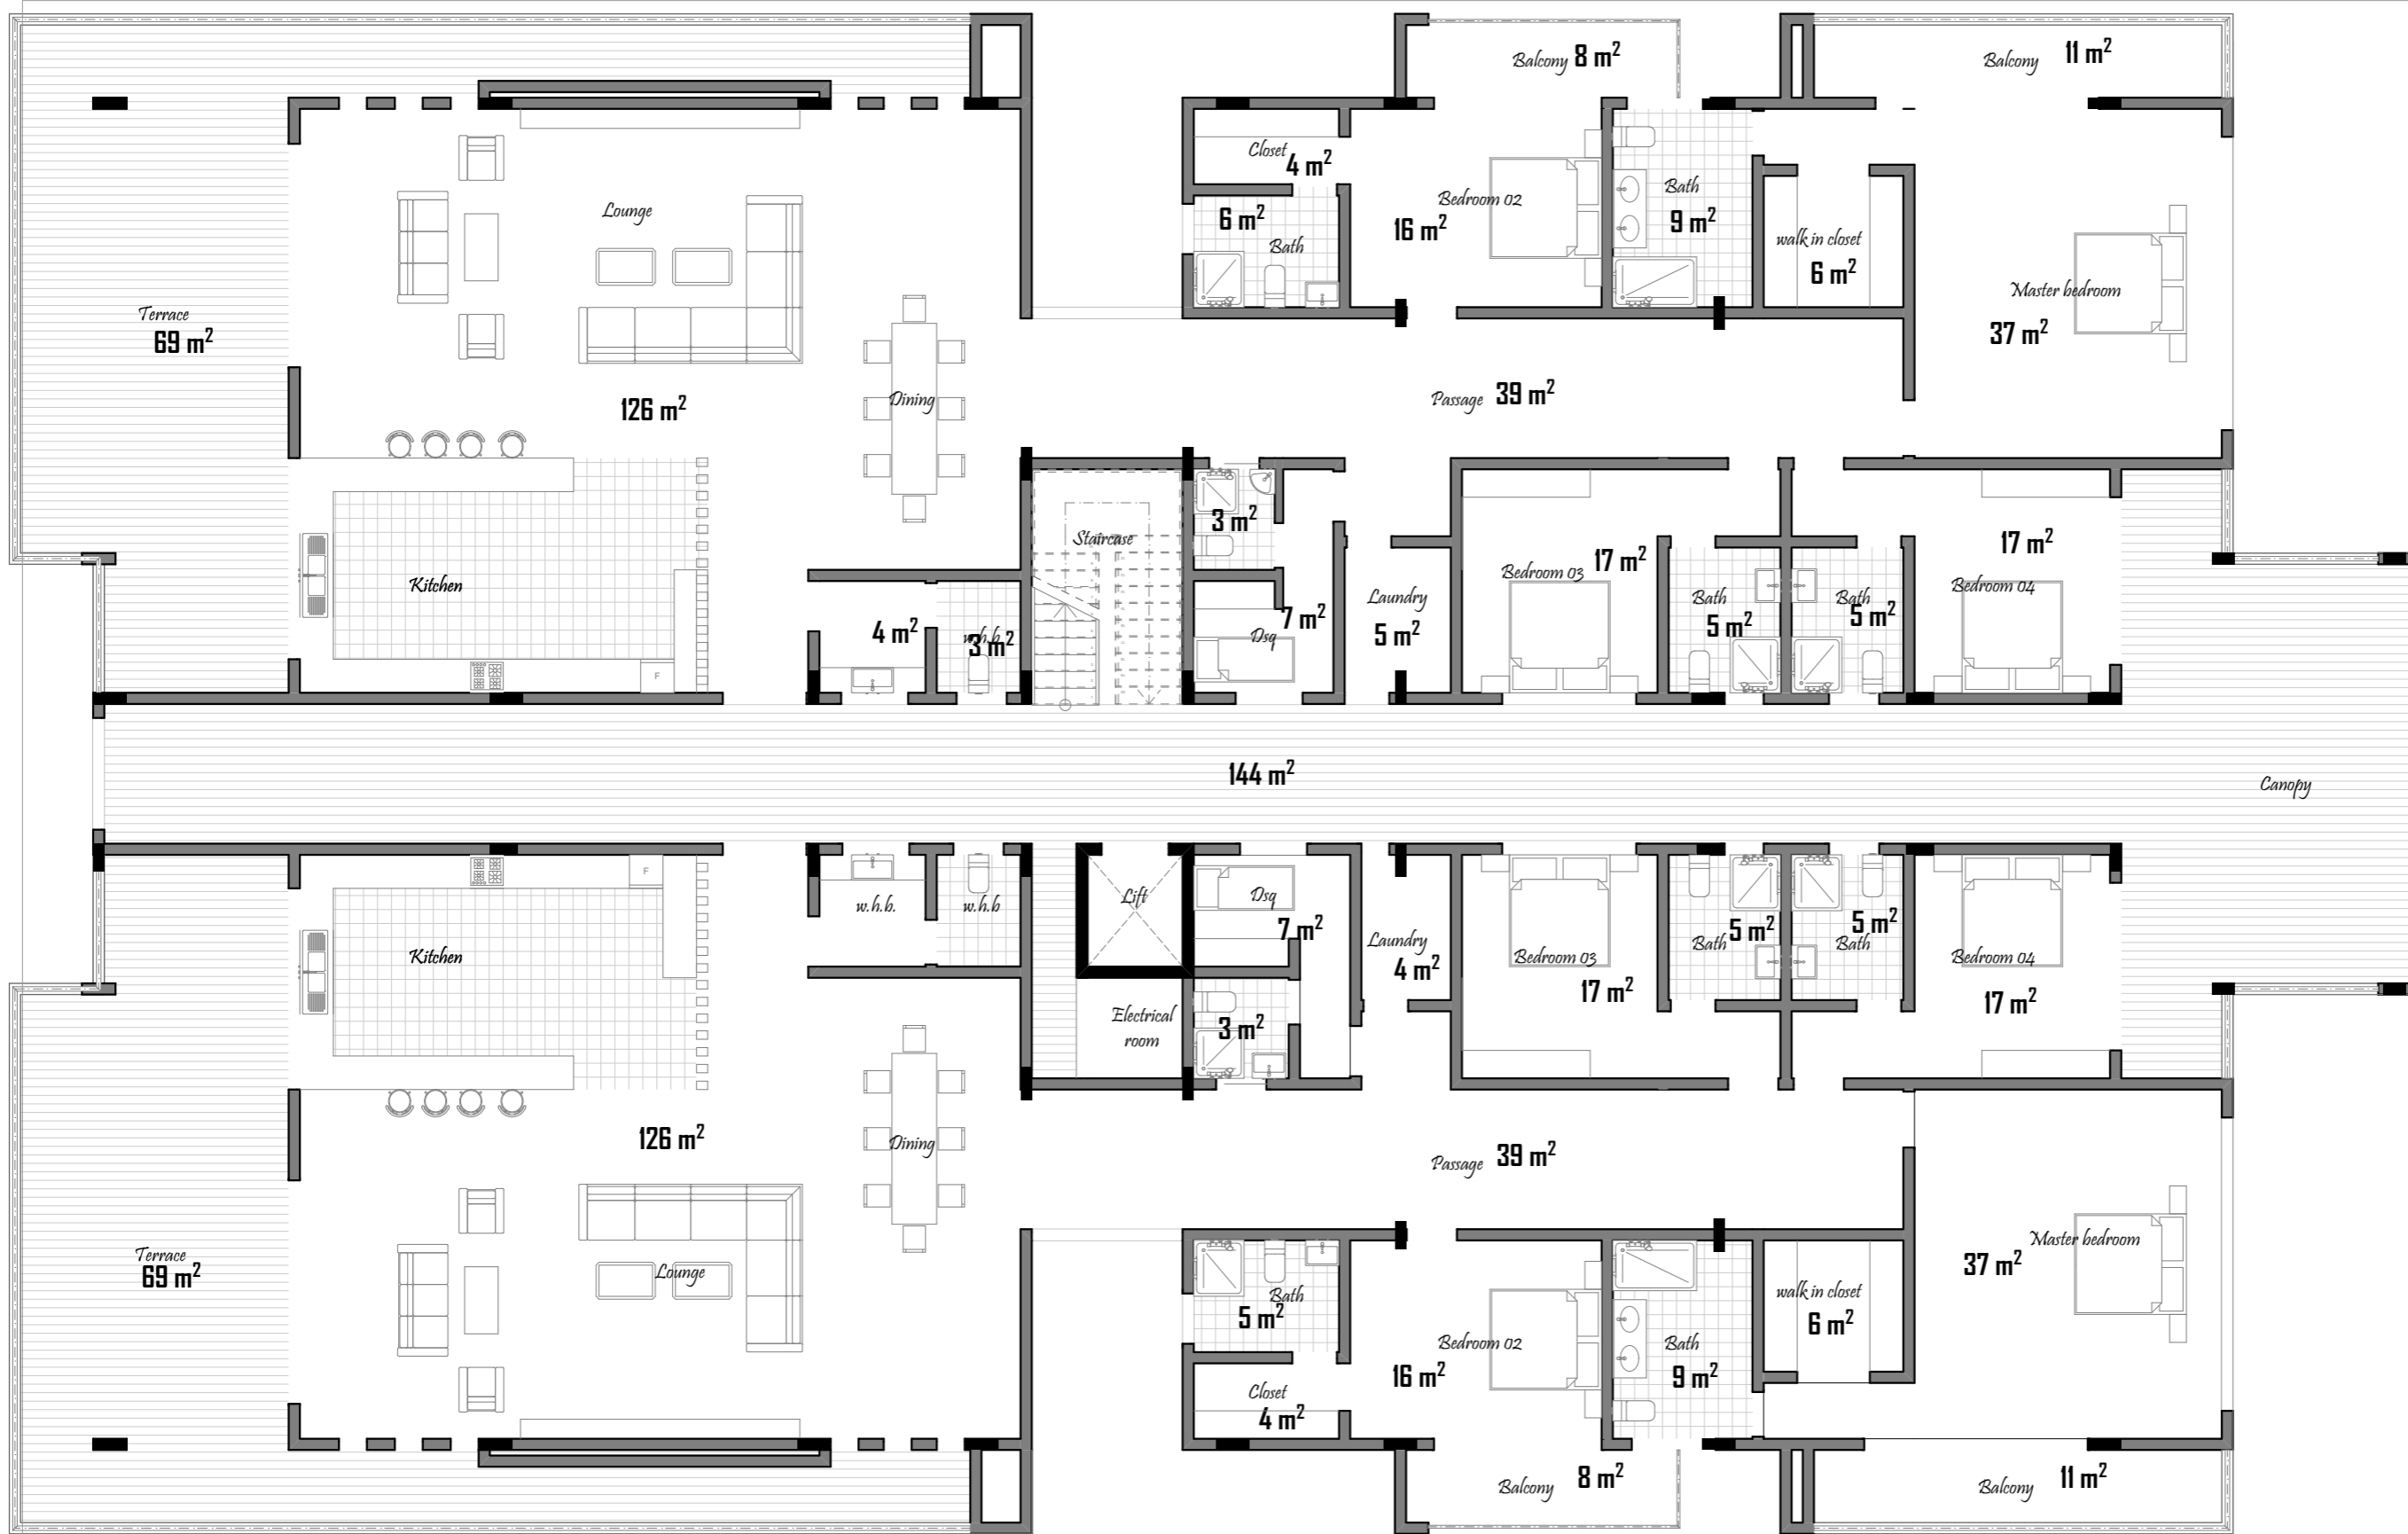 Balcony 8 m²
Balcony 11 m²
Closet
4 m²
Bedroom 02
16 m²
Bath
9 m²
6 m²
Bath
walk in closet
6 m²
Lounge
Master bedroom
37 m²
Terrace
69 m²
126 m²
Dining
Passage 39 m²
Staircase
3 m²
Kitchen
F
4 m²
w.h.b
3 m²
7 m²
Dsq
Laundry
5 m²
Bedroom 03
17 m²
Bath
5 m²
Bath
5 m²
17 m²
Bedroom 04
144 m²
Canopy
F
Kitchen
w.h.b.
w.h.b
Lift
Dsq
7 m²
Laundry
4 m²
Bedroom 03
17 m²
Bath
5 m²
5 m²
Bath
Bedroom 04
17 m²
Electrical
room
3 m²
126 m²
Dining
Passage 39 m²
Terrace
69 m²
Lounge
Bath
5 m²
Closet
4 m²
Bedroom 02
16 m²
Bath
9 m²
walk in closet
6 m²
Master bedroom
37 m²
Balcony
8 m²
Balcony
11 m²